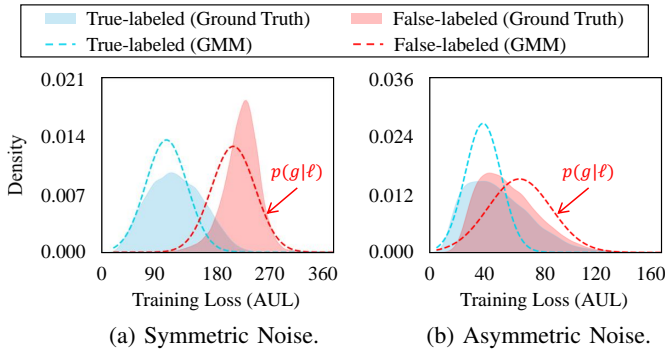 True-labeled (Ground Truth) False-labeled (Ground Truth)
True-labeled (GMM) False-labeled (GMM)
Density
0.021
0.014
0.007
0.000
p(g|ℓ)
0 90 180 270 360
Training Loss (AUL)
(a) Symmetric Noise.
0.036
0.024
0.012
0.000
p(g|ℓ)
0 40 80 120 160
Training Loss (AUL)
(b) Asymmetric Noise.